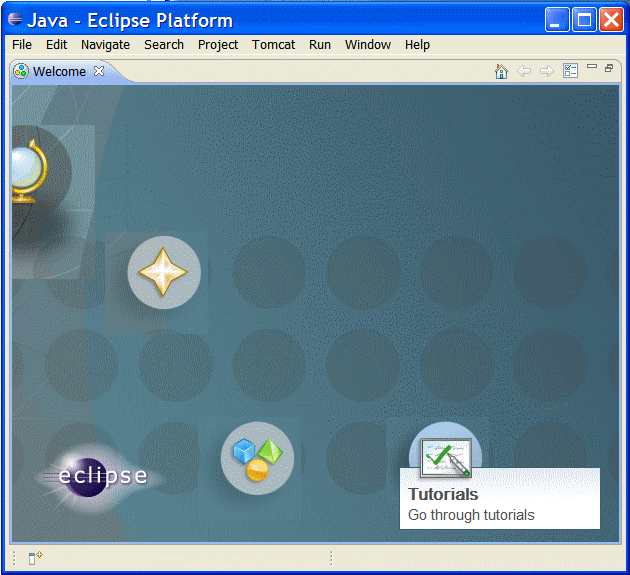 Java - Eclipse Platform
File Edit Navigate Search Project Tomcat Run Window Help
Welcome
eclipse
Tutorials
Go through tutorials